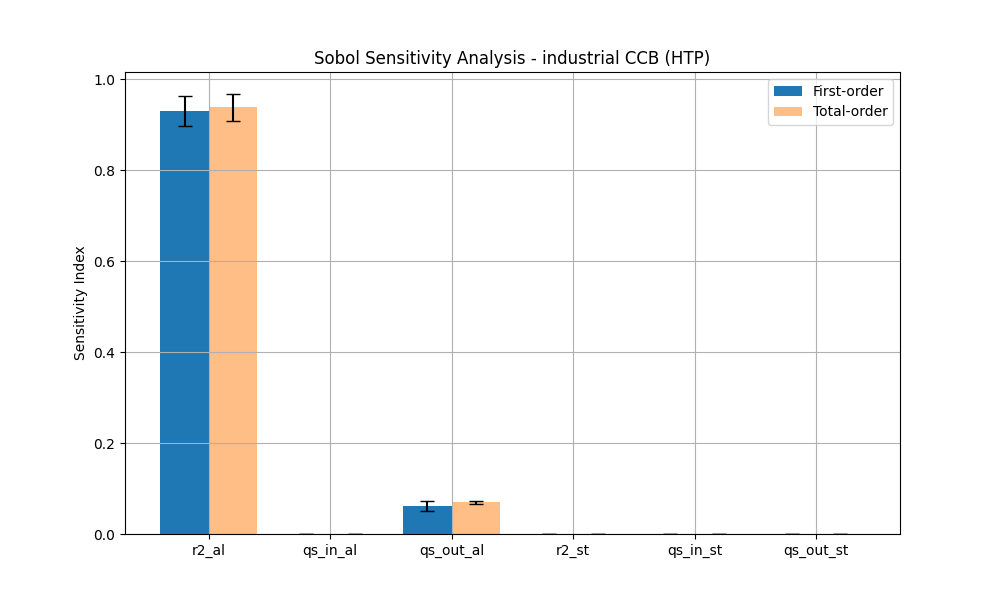 Sobol Sensitivity Analysis - industrial CCB (HTP)
First-order
Total-order
Sensitivity Index
1.0
0.8
0.6
0.4
0.2
0.0
r2_al qs_in_al qs_out_al r2_st qs_in_st qs_out_st